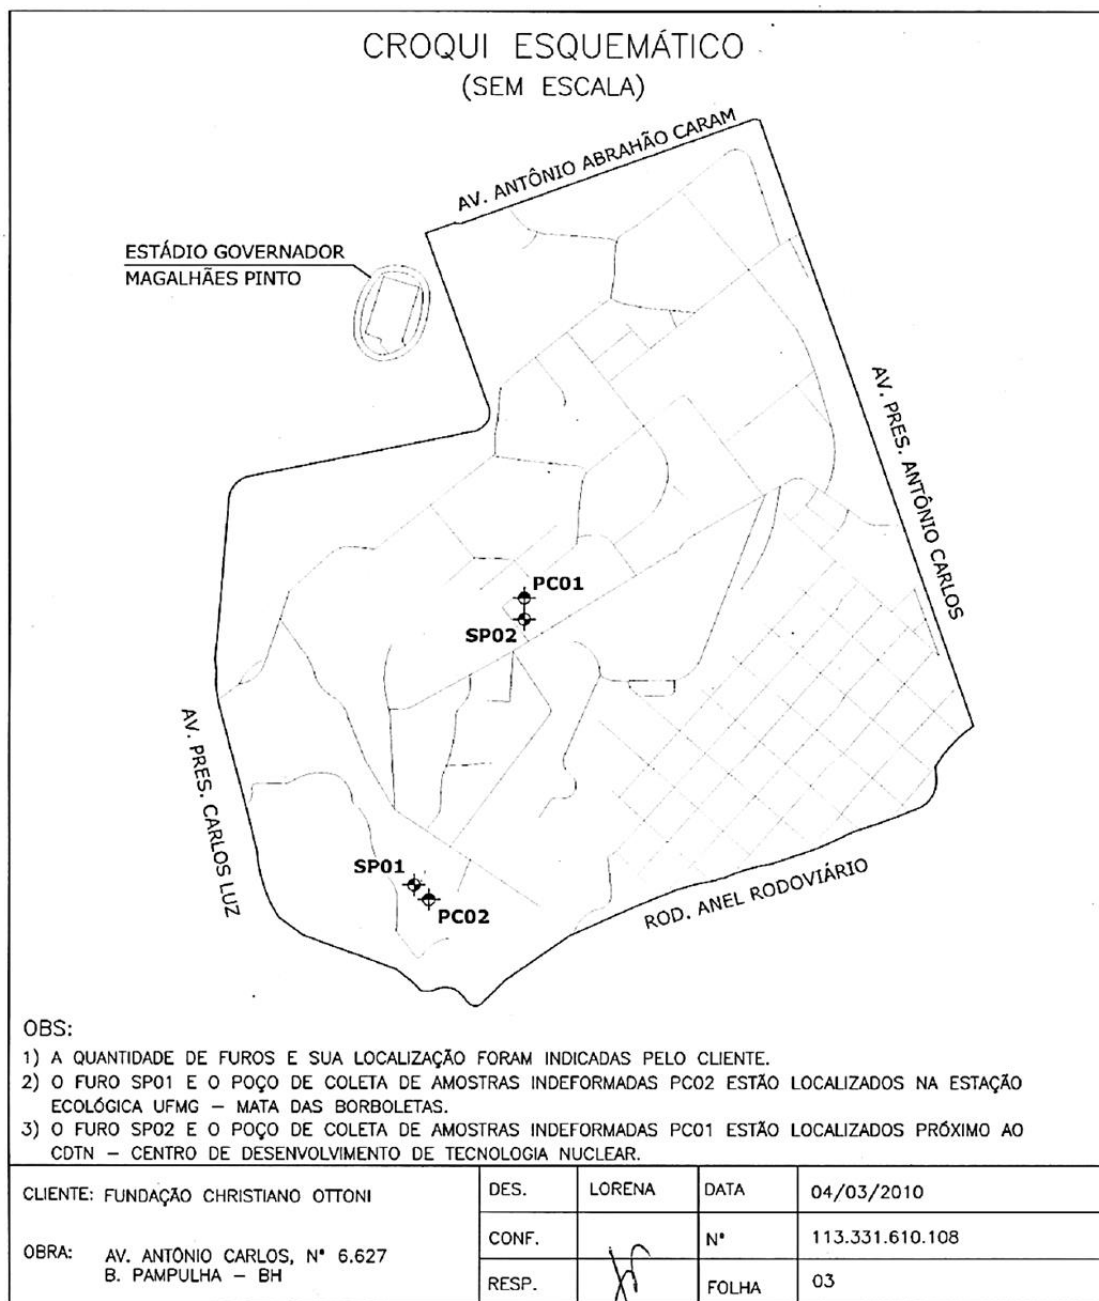 CROQUI ESQUEMÁTICO
(SEM ESCALA)
AV. ANTÔNIO ABRAHÃO CARAM
ESTÁDIO GOVERNADOR
MAGALHÃES PINTO
AV. PRES. ANTÔNIO CARLOS
PC01
SP02
AV. PRES. CARLOS LUZ
SP01
PC02
ROD. ANEL RODOVIÁRIO
OBS:
1) A QUANTIDADE DE FUROS E SUA LOCALIZAÇÃO FORAM INDICADAS PELO CLIENTE.
2) O FURO SP01 E O POÇO DE COLETA DE AMOSTRAS INDEFORMADAS PC02 ESTÃO LOCALIZADOS NA ESTAÇÃO
ECOLÓGICA UFMG – MATA DAS BORBOLETAS.
3) O FURO SP02 E O POÇO DE COLETA DE AMOSTRAS INDEFORMADAS PC01 ESTÃO LOCALIZADOS PRÓXIMO AO
CDTN – CENTRO DE DESENVOLVIMENTO DE TECNOLOGIA NUCLEAR.
CLIENTE: FUNDAÇÃO CHRISTIANO OTTONI
DES. LORENA DATA 04/03/2010
CONF. N° 113.331.610.108
OBRA: AV. ANTÔNIO CARLOS, N° 6.627
B. PAMPULHA – BH
RESP. FOLHA 03